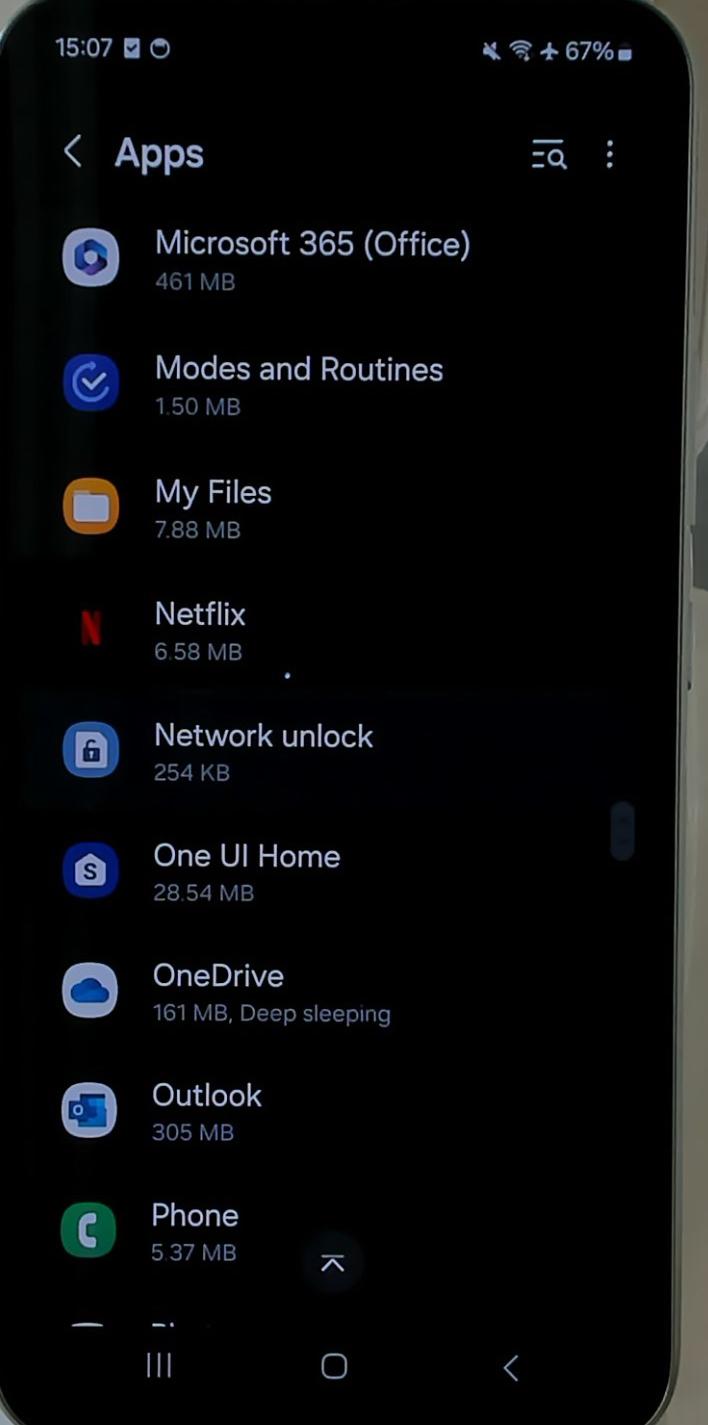 15:07
67%
Apps
Microsoft 365 (Office)
461 MB
Modes and Routines
1.50 MB
My Files
7.88 MB
N
Netflix
6.58 MB
Network unlock
254 KB
S
One UI Home
28.54 MB
OneDrive
161 MB, Deep sleeping
Outlook
305 MB
Phone
5.37 MB